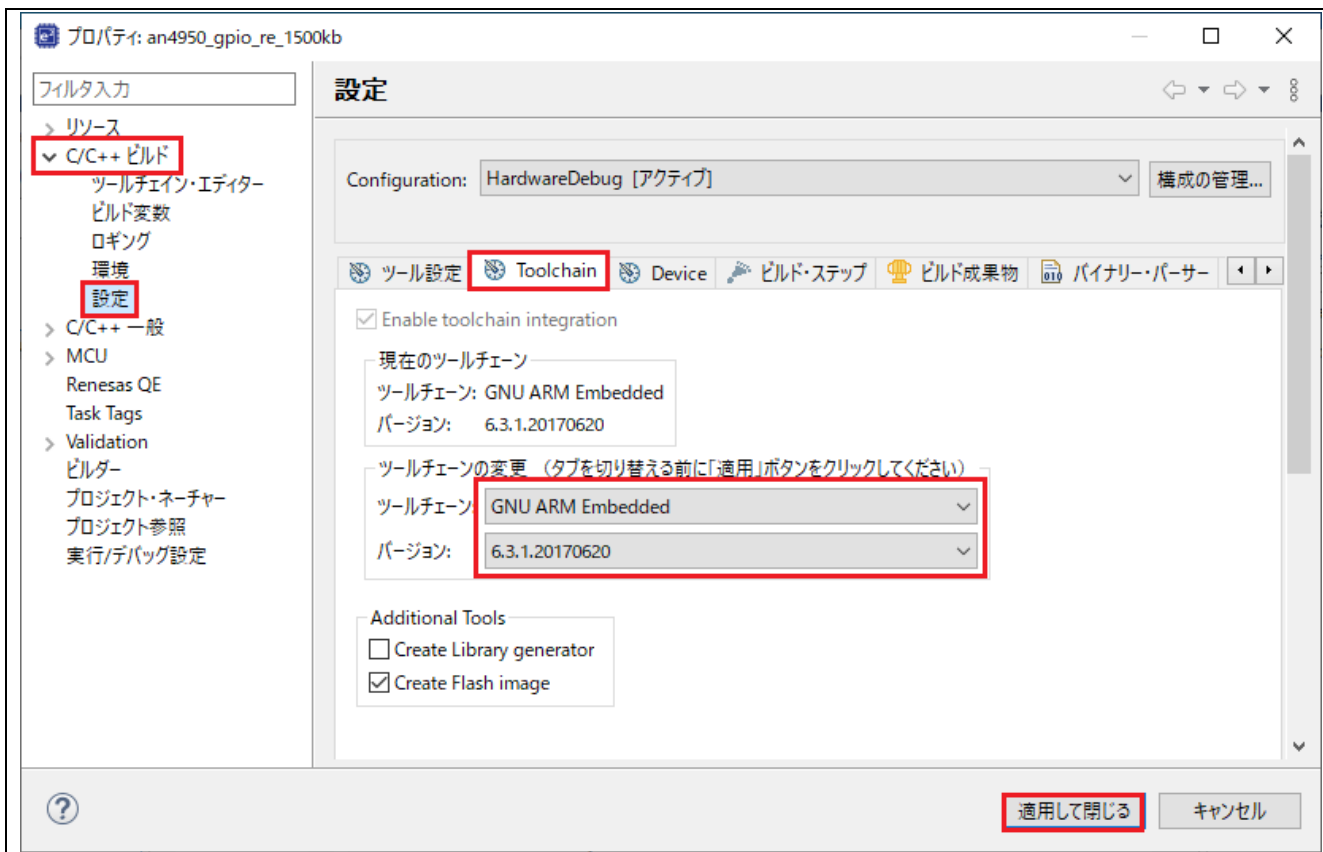 プロパティ: an4950_gpio_re_1500kb
フィルタ入力
リソース
C/C++ ビルド
ツールチェイン・エディター
ビルド変数
ロギング
環境
設定
C/C++ 一般
MCU
Renesas QE
Task Tags
Validation
ビルダー
プロジェクト・ネーチャー
プロジェクト参照
実行/デバッグ設定
設定
Configuration: HardwareDebug [アクティブ] 構成の管理...
ツール設定 Toolchain Device ビルド・ステップ ビルド成果物 バイナリー・パーサー
Enable toolchain integration
現在のツールチェーン
ツールチェーン: GNU ARM Embedded
バージョン: 6.3.1.20170620
ツールチェーンの変更 (タブを切り替える前に「適用」ボタンをクリックしてください)
ツールチェーン: GNU ARM Embedded
バージョン: 6.3.1.20170620
Additional Tools
Create Library generator
Create Flash image
適用して閉じる キャンセル